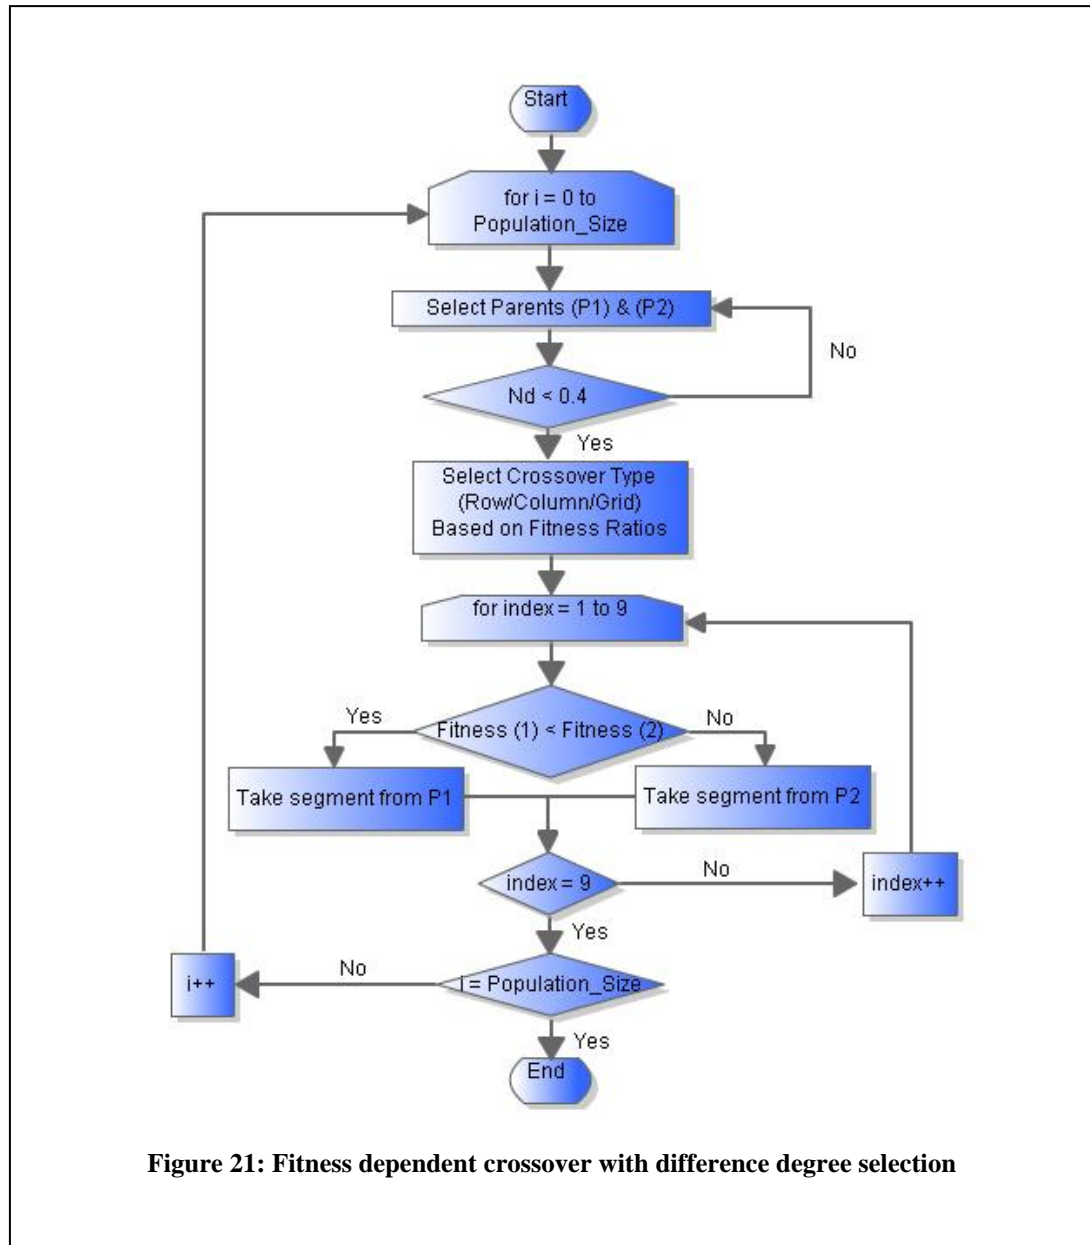 Start
for i = 0 to
Population_Size
Select Parents (P1) & (P2)
No
Nd < 0.4
Yes
Select Crossover Type
(Row/Column/Grid)
Based on Fitness Ratios
for index = 1 to 9
Yes
Fitness (1) < Fitness (2)
No
Take segment from P1
Take segment from P2
index = 9
No
index++
Yes
i++
No
i = Population_Size
Yes
End
Figure 21: Fitness dependent crossover with difference degree selection